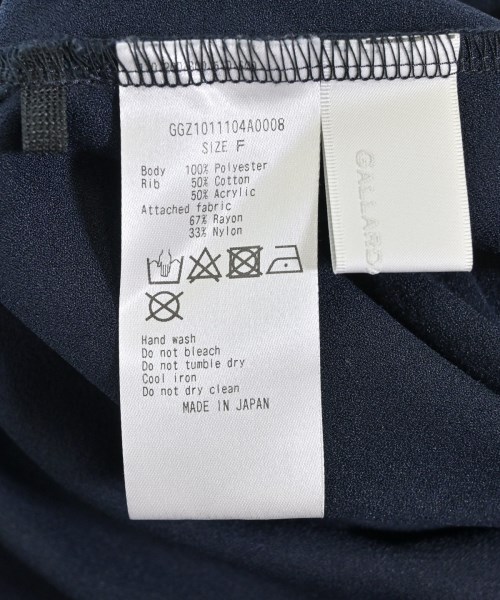 GGZ1011104A0008
SIZE F
Body 100% Polyester
Rib 50% Cotton
50% Acrylic
Attached fabric
67% Rayon
33% Nylon
Hand wash
Do not bleach
Do not tumble dry
Cool iron
Do not dry clean
MADE IN JAPAN
GALLARDA